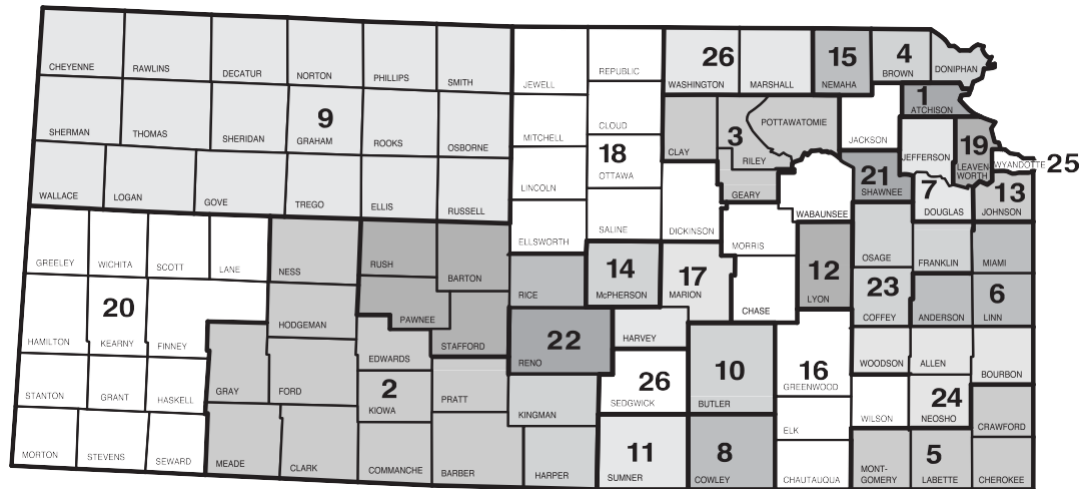 CHEYENNE
RAWLINS
DECATUR
NORTON
PHILLIPS
SMITH
JEWELL
REPUBLIC
26
WASHINGTON
MARSHALL
15
NEMAHA
4
BROWN
DONIPHAN
SHERMAN
THOMAS
SHERIDAN
9
GRAHAM
ROOKS
OSBORNE
MITCHELL
CLOUD
CLAY
3
RILEY
POTTAWATOMIE
JACKSON
1
ATCHISON
JEFFERSON
19
LEAVEN
WORTH
WYANDOTTE
25
WALLACE
LOGAN
GOVE
TREGO
ELLIS
RUSSELL
LINCOLN
18
OTTAWA
GEARY
WABAUNSEE
21
SHAWNEE
7
DOUGLAS
13
JOHNSON
GREELEY
WICHITA
SCOTT
LANE
NESS
RUSH
BARTON
ELLSWORTH
SALINE
DICKINSON
MORRIS
12
LYON
OSAGE
FRANKLIN
MIAMI
20
HAMILTON
KEARNY
FINNEY
HODGEMAN
PAWNEE
STAFFORD
RICE
14
McPHERSON
17
MARION
CHASE
23
COFFEY
ANDERSON
6
LINN
EDWARDS
22
RENO
HARVEY
STANTON
GRANT
HASKELL
GRAY
FORD
2
KIOWA
PRATT
KINGMAN
26
SEDGWICK
10
BUTLER
16
GREENWOOD
WOODSON
ALLEN
BOURBON
WILSON
24
NEOSHO
CRAWFORD
MORTON
STEVENS
SEWARD
MEADE
CLARK
COMMANCHE
BARBER
HARPER
11
SUMNER
8
COWLEY
ELK
CHAUTAUQUA
MONT-
GOMERY
5
LABETTE
CHEROKEE